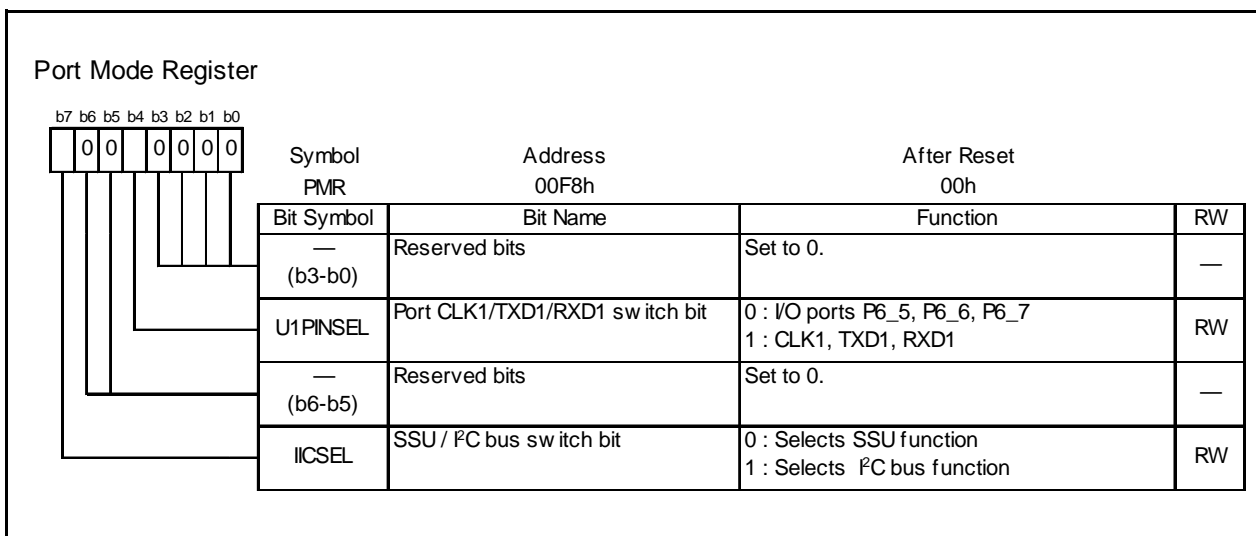 Port Mode Register
b7 b6 b5 b4 b3 b2 b1 b0
0 0 0 0 0 0
Symbol Address After Reset
PMR 00F8h 00h
Bit Symbol Bit Name Function RW
— (b3-b0) Reserved bits Set to 0. —
U1PINSEL Port CLK1/TXD1/RXD1 switch bit 0 : I/O ports P6_5, P6_6, P6_7 RW
1 : CLK1, TXD1, RXD1
— (b6-b5) Reserved bits Set to 0. —
IICSEL SSU / I²C bus switch bit 0 : Selects SSU function RW
1 : Selects I²C bus function